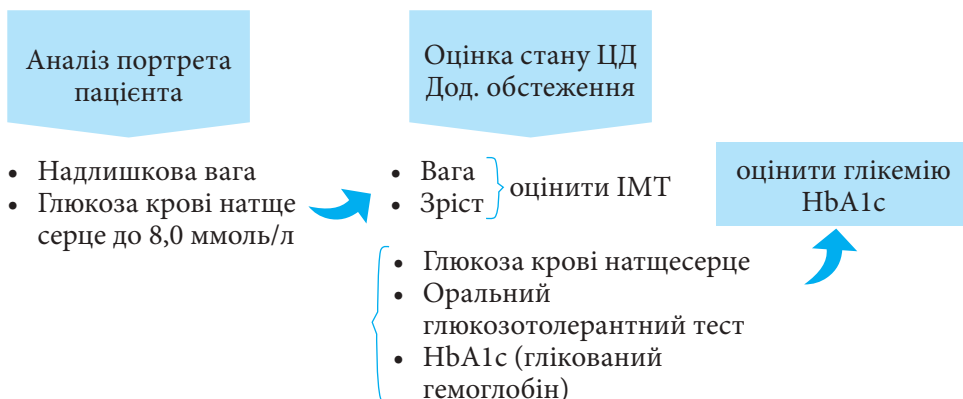 Аналіз портрета
пацієнта
• Надлишкова вага
• Глюкоза крові натще
серце до 8,0 ммоль/л
Оцінка стану ЦД
Дод. обстеження
• Вага
• Зріст
оцінити ІМТ
• Глюкоза крові натщесерце
• Оральний
глюкозотолерантний тест
• HbA1c (глікований
гемоглобін)
оцінити глікемію
HbA1c